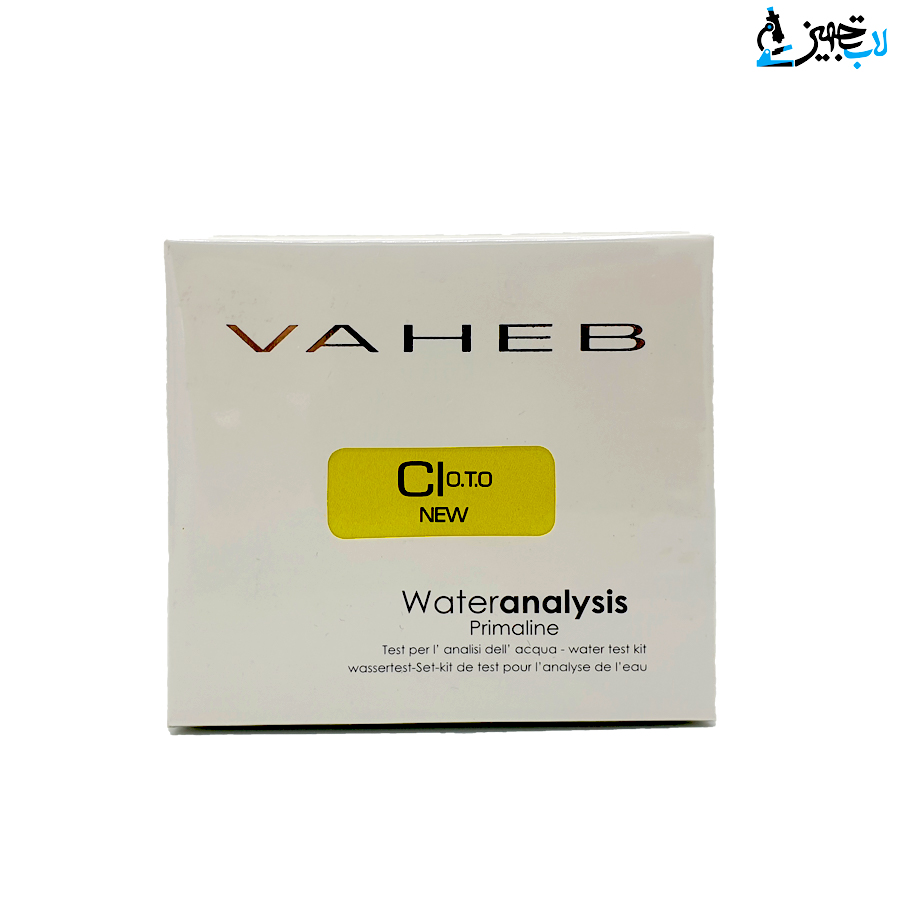 لاب تجهیز
VAHEB
Cl O.T.O
NEW
Wateranalysis
Primaline
Test per l' analisi dell' acqua - water test kit
wassertest-Set-kit de test pour l'analyse de l'eau